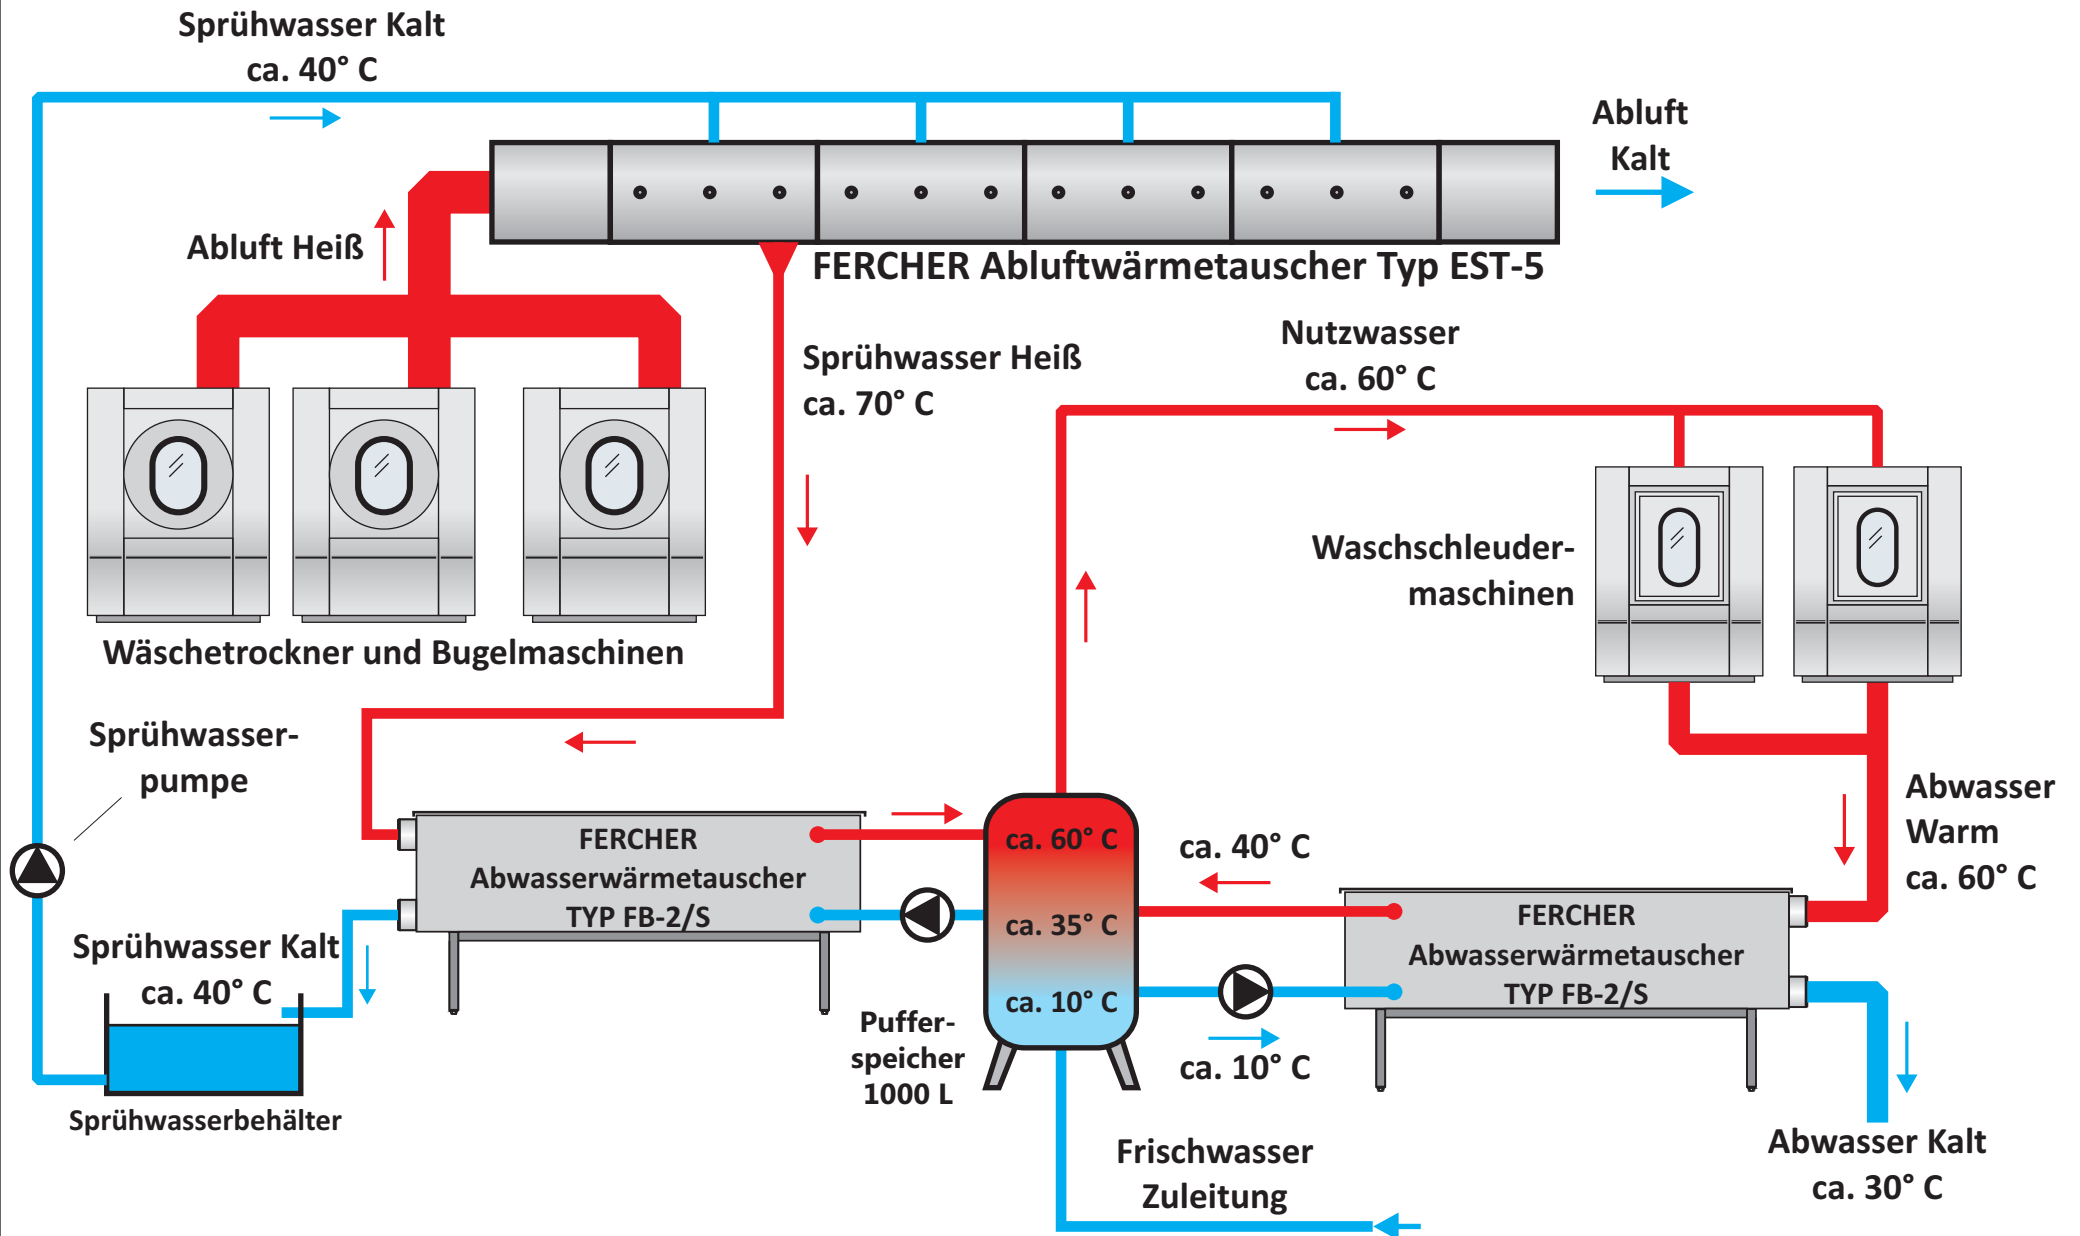 Sprühwasser Kalt
ca. 40° C
Abluft
Kalt
Abluft Heiß
FERCHER Abluftwärmetauscher Typ EST-5
Sprühwasser Heiß
ca. 70° C
Nutzwasser
ca. 60° C
Waschschleuder-
maschinen
Wäschetrockner und Bugelmaschinen
Sprühwasser-
pumpe
FERCHER
Abwasserwärmetauscher
TYP FB-2/S
ca. 60° C
ca. 35° C
ca. 10° C
ca. 40° C
Abwasser
Warm
ca. 60° C
FERCHER
Abwasserwärmetauscher
TYP FB-2/S
Sprühwasser Kalt
ca. 40° C
Puffer-
speicher
1000 L
ca. 10° C
Sprühwasserbehälter
Frischwasser
Zuleitung
Abwasser Kalt
ca. 30° C